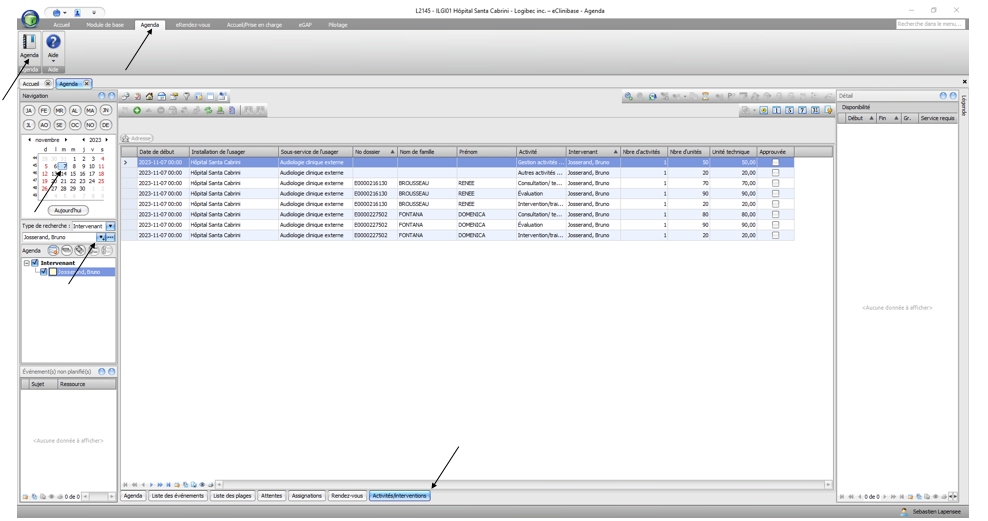 L2145 - ILGI01 Hôpital Santa Cabrini - Logibec inc. – eClinibase - Agenda
Accueil Module de base Agenda eRendez-vous Accueil/Prise en charge eGAP Pilotage
Recherche dans le menu...
Agenda Aide
Agenda Aide
Accueil Agenda
Navigation
JA FE MR AL MA JN
JL AO SE OC NO DE
novembre 2023
d l m m j v s
1 2 3 4
5 6 7 8 9 10 11
12 13 14 15 16 17 18
19 20 21 22 23 24 25
26 27 28 29 30
Aujourd'hui
Type de recherche : Intervenant
Josserand, Bruno
Agenda
Intervenant
Josserand, Bruno
Événement(s) non planifié(s)
Sujet Ressource
<Aucune donnée à afficher>
0 de 0
Adresse
Date de début Installation de l'usager Sous-service de l'usager No dossier Nom de famille Prénom Activité Intervenant Nbre d'activités Nbre d'unités Unité technique Approuvée
2023-11-07 00:00 Hôpital Santa Cabrini Audiologie clinique externe Gestion activités ... Josserand, Bruno 1 50 50,00
2023-11-07 00:00 Hôpital Santa Cabrini Audiologie clinique externe Autres activités ... Josserand, Bruno 1 20 20,00
2023-11-07 00:00 Hôpital Santa Cabrini Audiologie clinique externe E0000216130 BROUSSEAU RENEE Consultation/ te... Josserand, Bruno 1 70 70,00
2023-11-07 00:00 Hôpital Santa Cabrini Audiologie clinique externe E0000216130 BROUSSEAU RENEE Évaluation Josserand, Bruno 1 90 90,00
2023-11-07 00:00 Hôpital Santa Cabrini Audiologie clinique externe E0000216130 BROUSSEAU RENEE Intervention/trai... Josserand, Bruno 1 20 20,00
2023-11-07 00:00 Hôpital Santa Cabrini Audiologie clinique externe E0000227502 FONTANA DOMENICA Consultation/ te... Josserand, Bruno 1 80 80,00
2023-11-07 00:00 Hôpital Santa Cabrini Audiologie clinique externe E0000227502 FONTANA DOMENICA Évaluation Josserand, Bruno 1 90 90,00
2023-11-07 00:00 Hôpital Santa Cabrini Audiologie clinique externe E0000227502 FONTANA DOMENICA Intervention/trai... Josserand, Bruno 1 20 20,00
Agenda Liste des événements Liste des plages Attentes Assignations Rendez-vous Activités/interventions
1 5 7 31
Détail
Disponibilité
Début Fin Gr. Service requis
<Aucune donnée à afficher>
0 de 0
Légende
Sebastien Lapensee